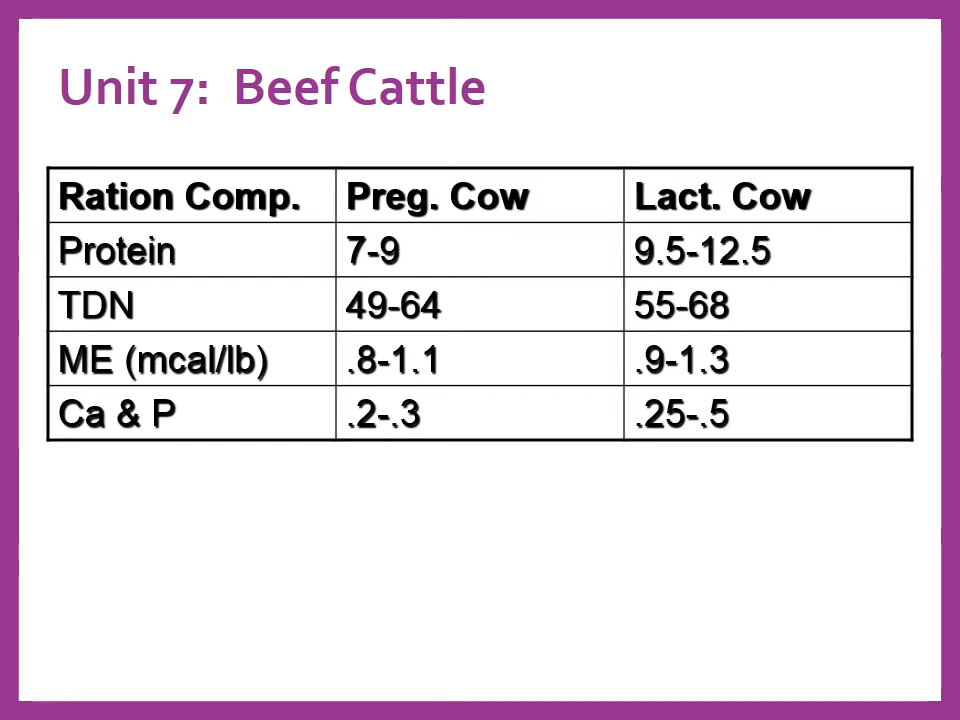 Unit 7:  Beef Cattle
Ration Comp. Preg. Cow Lact. Cow
Protein 7-9 9.5-12.5
TDN 49-64 55-68
ME (mcal/lb) .8-1.1 .9-1.3
Ca & P .2-.3 .25-.5